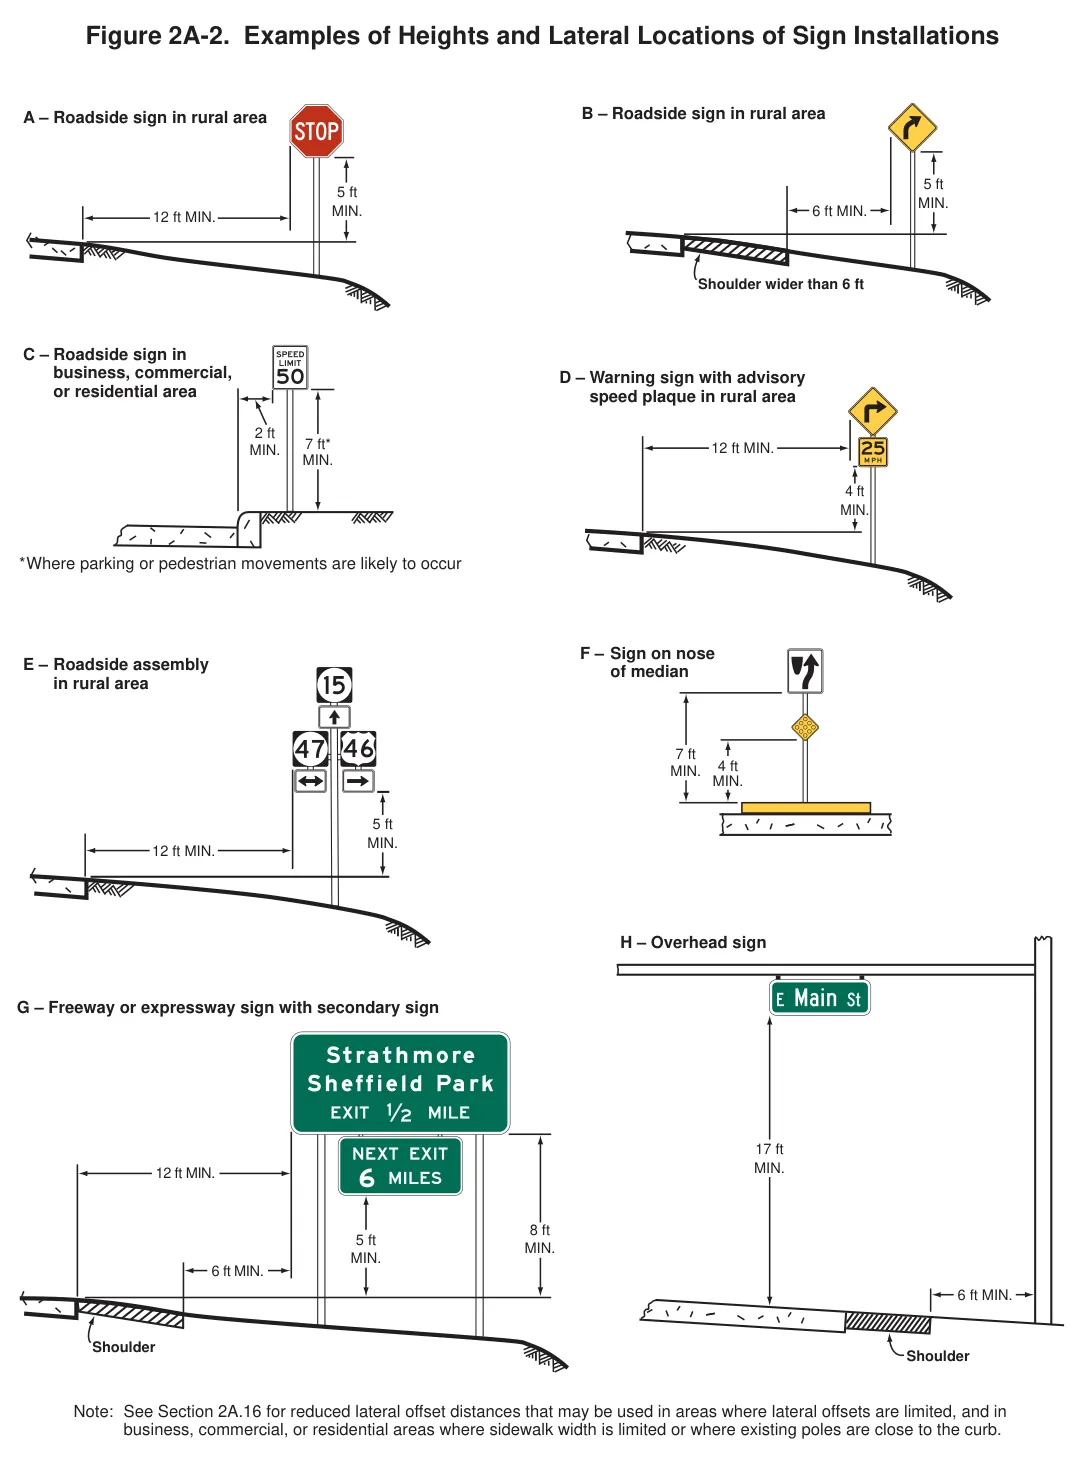 Figure 2A-2.  Examples of Heights and Lateral Locations of Sign Installations
A – Roadside sign in rural area
STOP
12 ft MIN.
5 ft
MIN.
B – Roadside sign in rural area
6 ft MIN.
5 ft
MIN.
Shoulder wider than 6 ft
C – Roadside sign in
business, commercial,
or residential area
SPEED
LIMIT
50
2 ft
MIN.
7 ft*
MIN.
*Where parking or pedestrian movements are likely to occur
D – Warning sign with advisory
speed plaque in rural area
25
MPH
12 ft MIN.
4 ft
MIN.
E – Roadside assembly
in rural area
15
47
46
12 ft MIN.
5 ft
MIN.
F – Sign on nose
of median
7 ft
MIN.
4 ft
MIN.
G – Freeway or expressway sign with secondary sign
Strathmore
Sheffield Park
EXIT 1/2 MILE
NEXT EXIT
6 MILES
12 ft MIN.
6 ft MIN.
5 ft
MIN.
8 ft
MIN.
Shoulder
H – Overhead sign
E Main St
17 ft
MIN.
6 ft MIN.
Shoulder
Note:  See Section 2A.16 for reduced lateral offset distances that may be used in areas where lateral offsets are limited, and in
business, commercial, or residential areas where sidewalk width is limited or where existing poles are close to the curb.